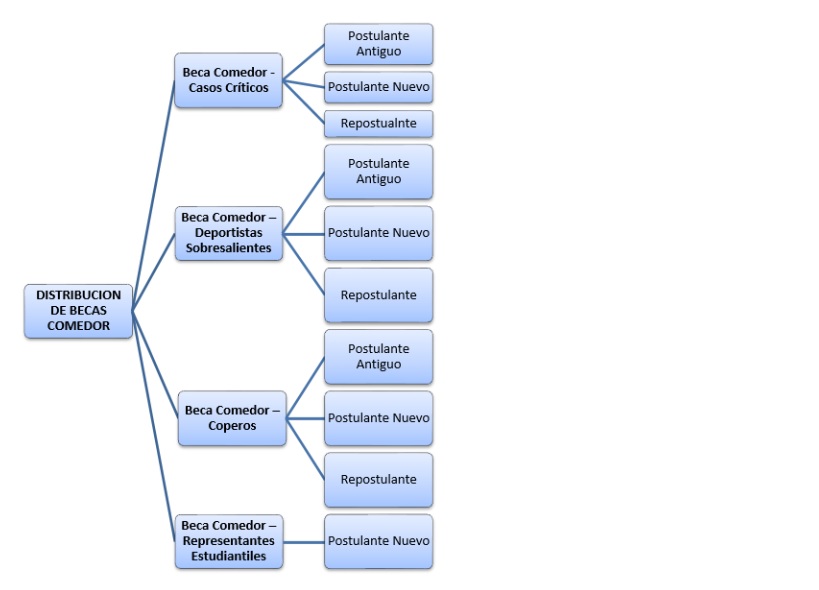 DISTRIBUCION
DE BECAS
COMEDOR
Beca Comedor -
Casos Críticos
Postulante
Antiguo
Postulante Nuevo
Repostualnte
Beca Comedor –
Deportistas
Sobresalientes
Postulante
Antiguo
Postulante Nuevo
Repostulante
Beca Comedor –
Coperos
Postulante
Antiguo
Postulante Nuevo
Repostulante
Beca Comedor –
Representantes
Estudiantiles
Postulante Nuevo